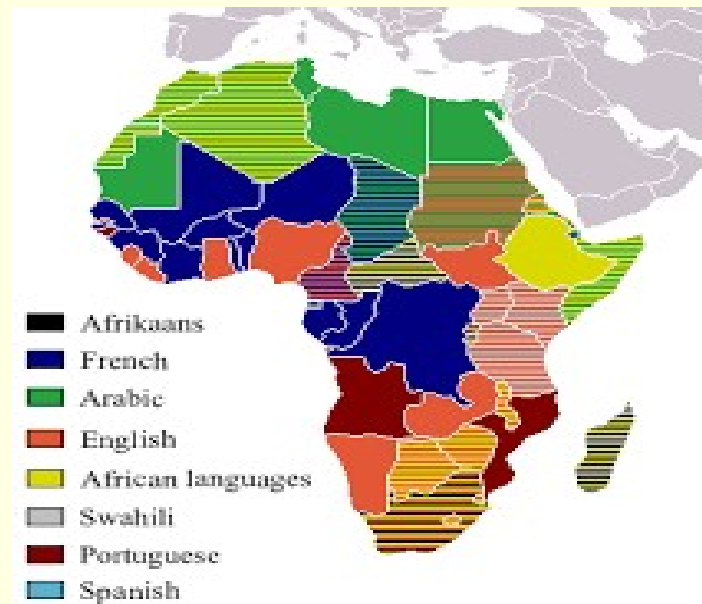 Afrikaans
French
Arabic
English
African languages
Swahili
Portuguese
Spanish